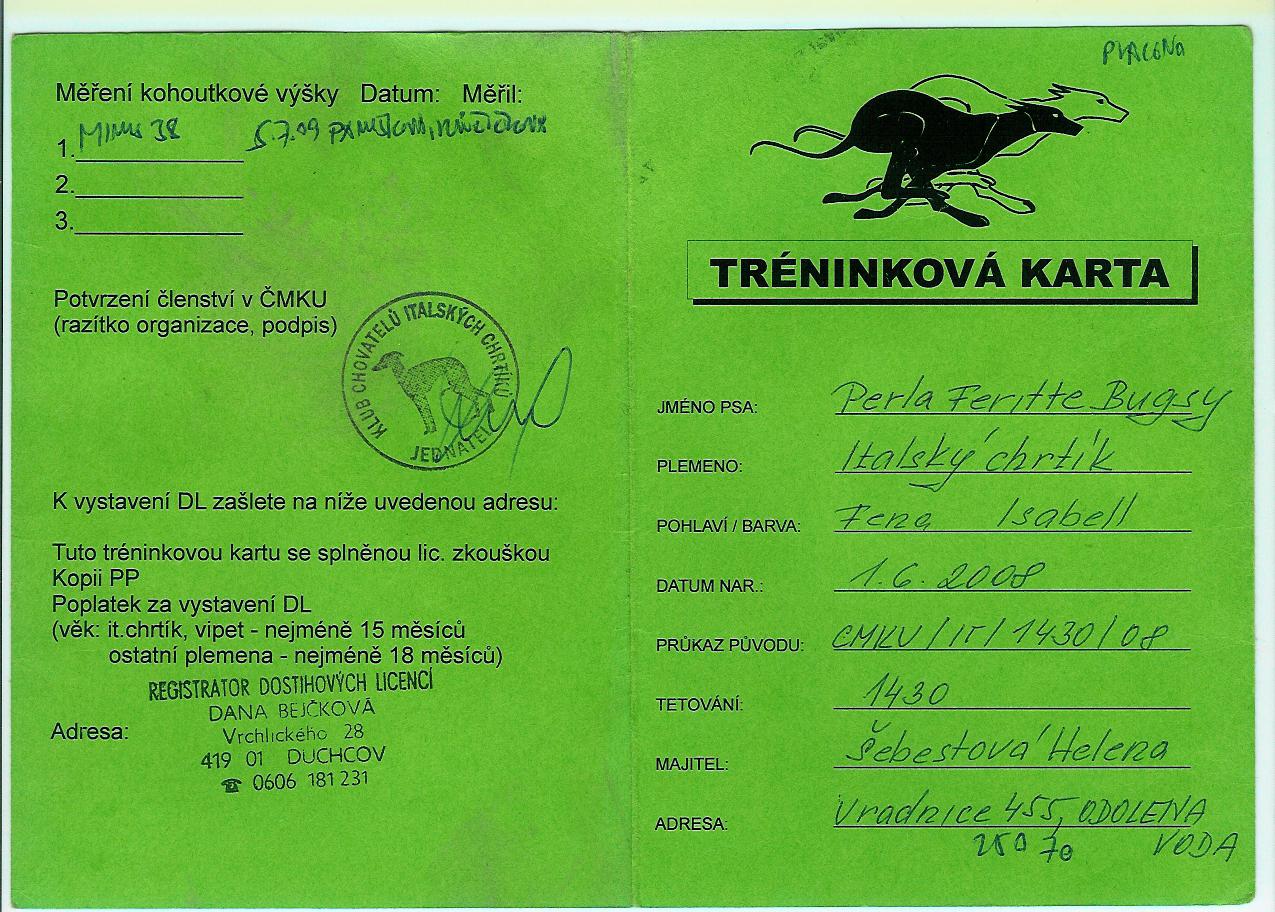 Měření kohoutkové výšky Datum: Měřil:
1. MINUS 38 5.7.09
2.
3.
Potvrzení členství v ČMKU
(razítko organizace, podpis)
KLUB CHOVATELŮ ITALSKÝCH CHRTÍKŮ
JEDNATEL
K vystavení DL zašlete na níže uvedenou adresu:
Tuto tréninkovou kartu se splněnou lic. zkouškou
Kopii PP
Poplatek za vystavení DL
(věk: it.chrtík, vipet - nejméně 15 měsíců
ostatní plemena - nejméně 18 měsíců)
REGISTRATOR DOSTIHOVÝCH LICENCÍ
DANA BEJČKOVÁ
Vrchlického 28
Adresa:
419 01 DUCHCOV
☎ 0606 181 231
TRÉNINKOVÁ KARTA
JMÉNO PSA: Perla Feritte Bugsy
PLEMENO: Italský chrtík
POHLAVÍ / BARVA: Fena Isabell
DATUM NAR.: 1.6.2008
PRŮKAZ PŮVODU: CMKU/IT/1430/08
TETOVÁNÍ: 1430
MAJITEL: Šebestová Helena
ADRESA: Vradnice 455, ODOLENA
250 70 VODA